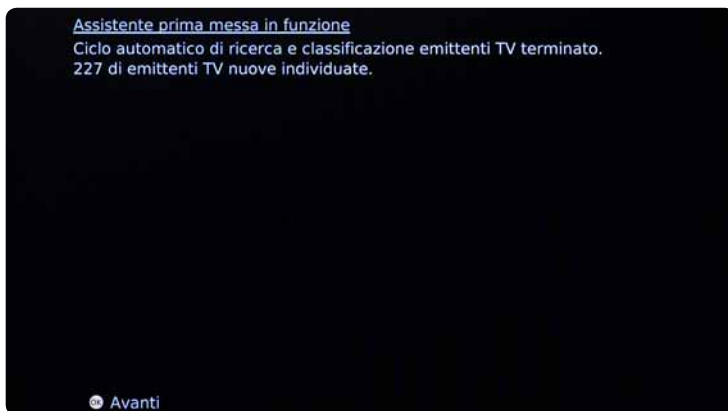 Assistente prima messa in funzione
Ciclo automatico di ricerca e classificazione emittenti TV terminato.
227 di emittenti TV nuove individuate.
OK Avanti